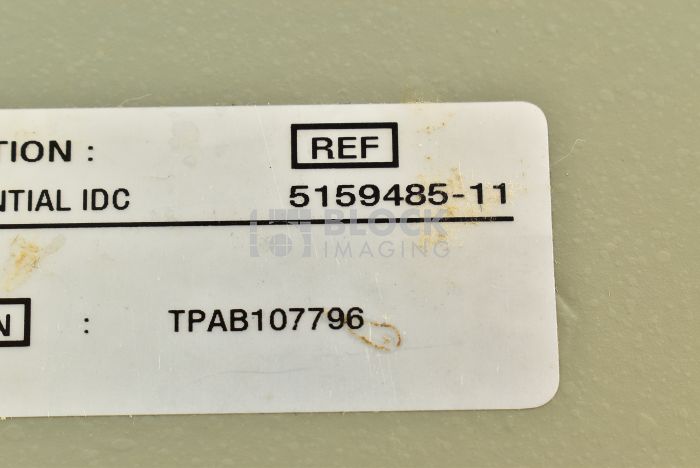 TION : REF
NTIAL IDC 5159485-11
BLOCK
IMAGING
N : TPAB107796